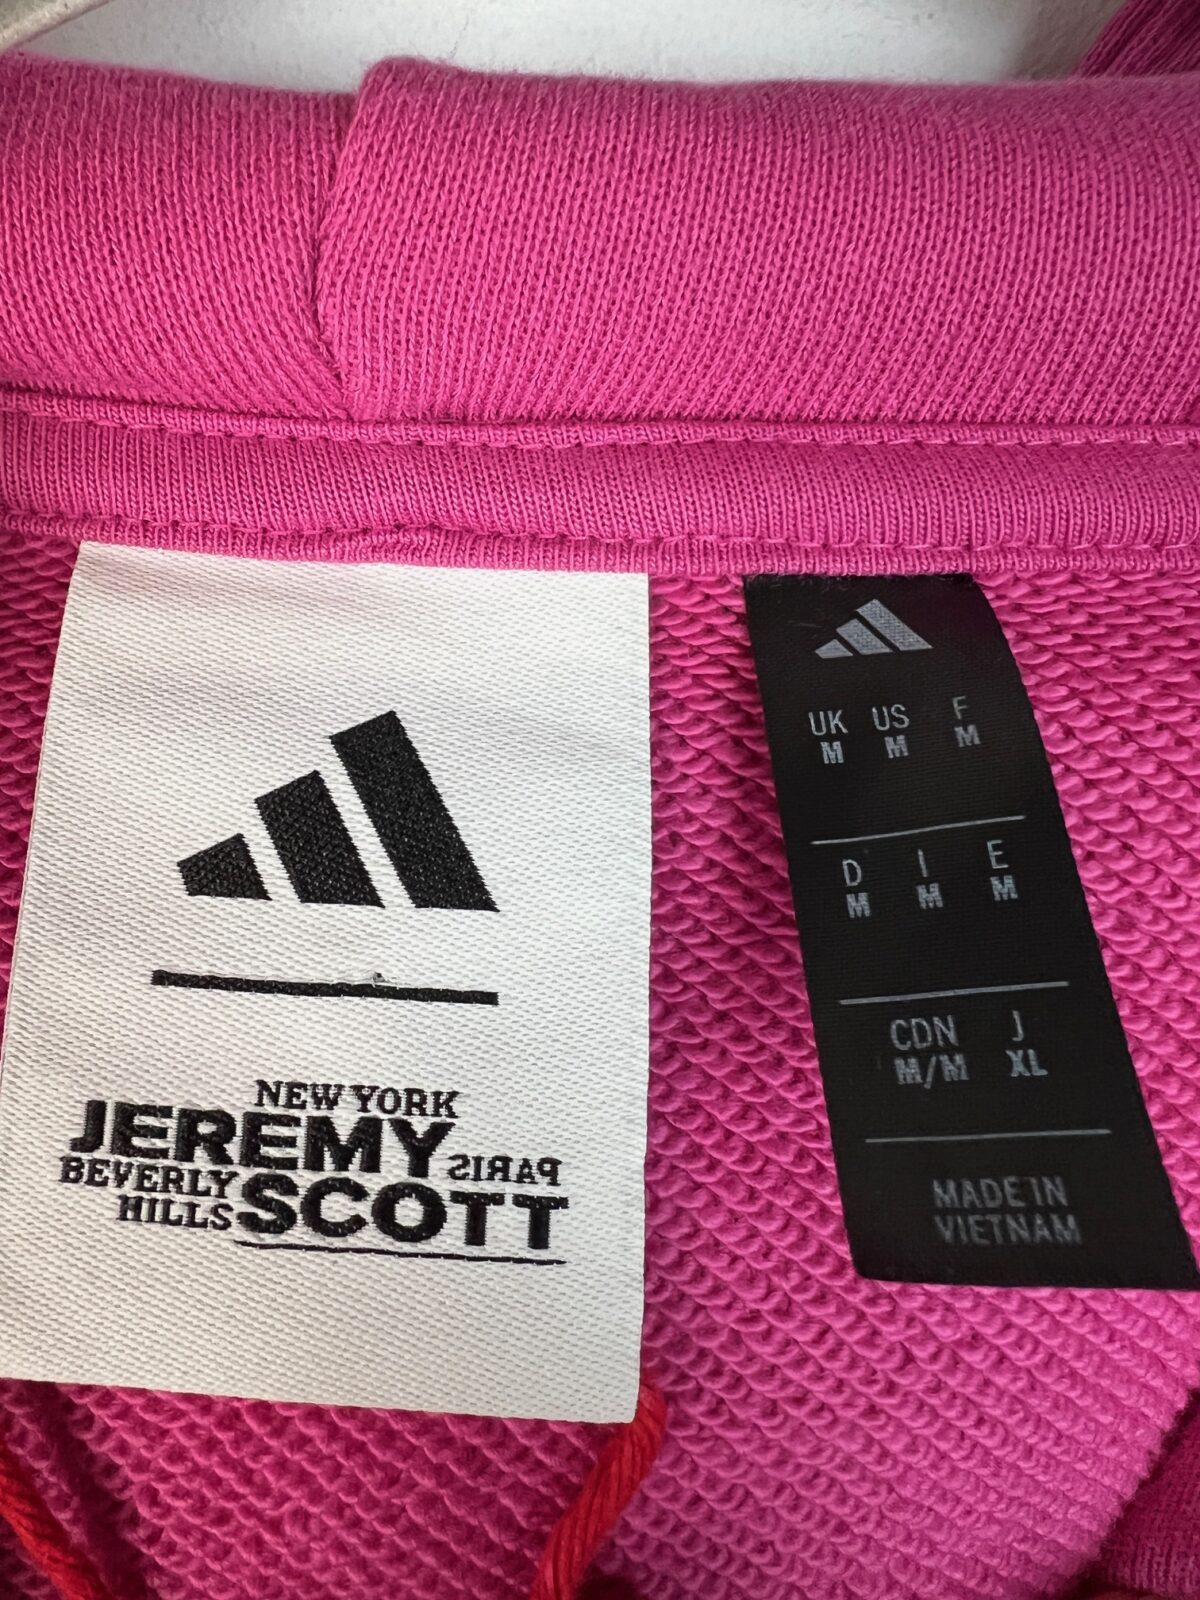 NEW YORK
JEREMY
PARIS
BEVERLY
HILLS SCOTT
UK US F
M M M
D I E
M M M
CDN J
M/M XL
MADE IN
VIETNAM